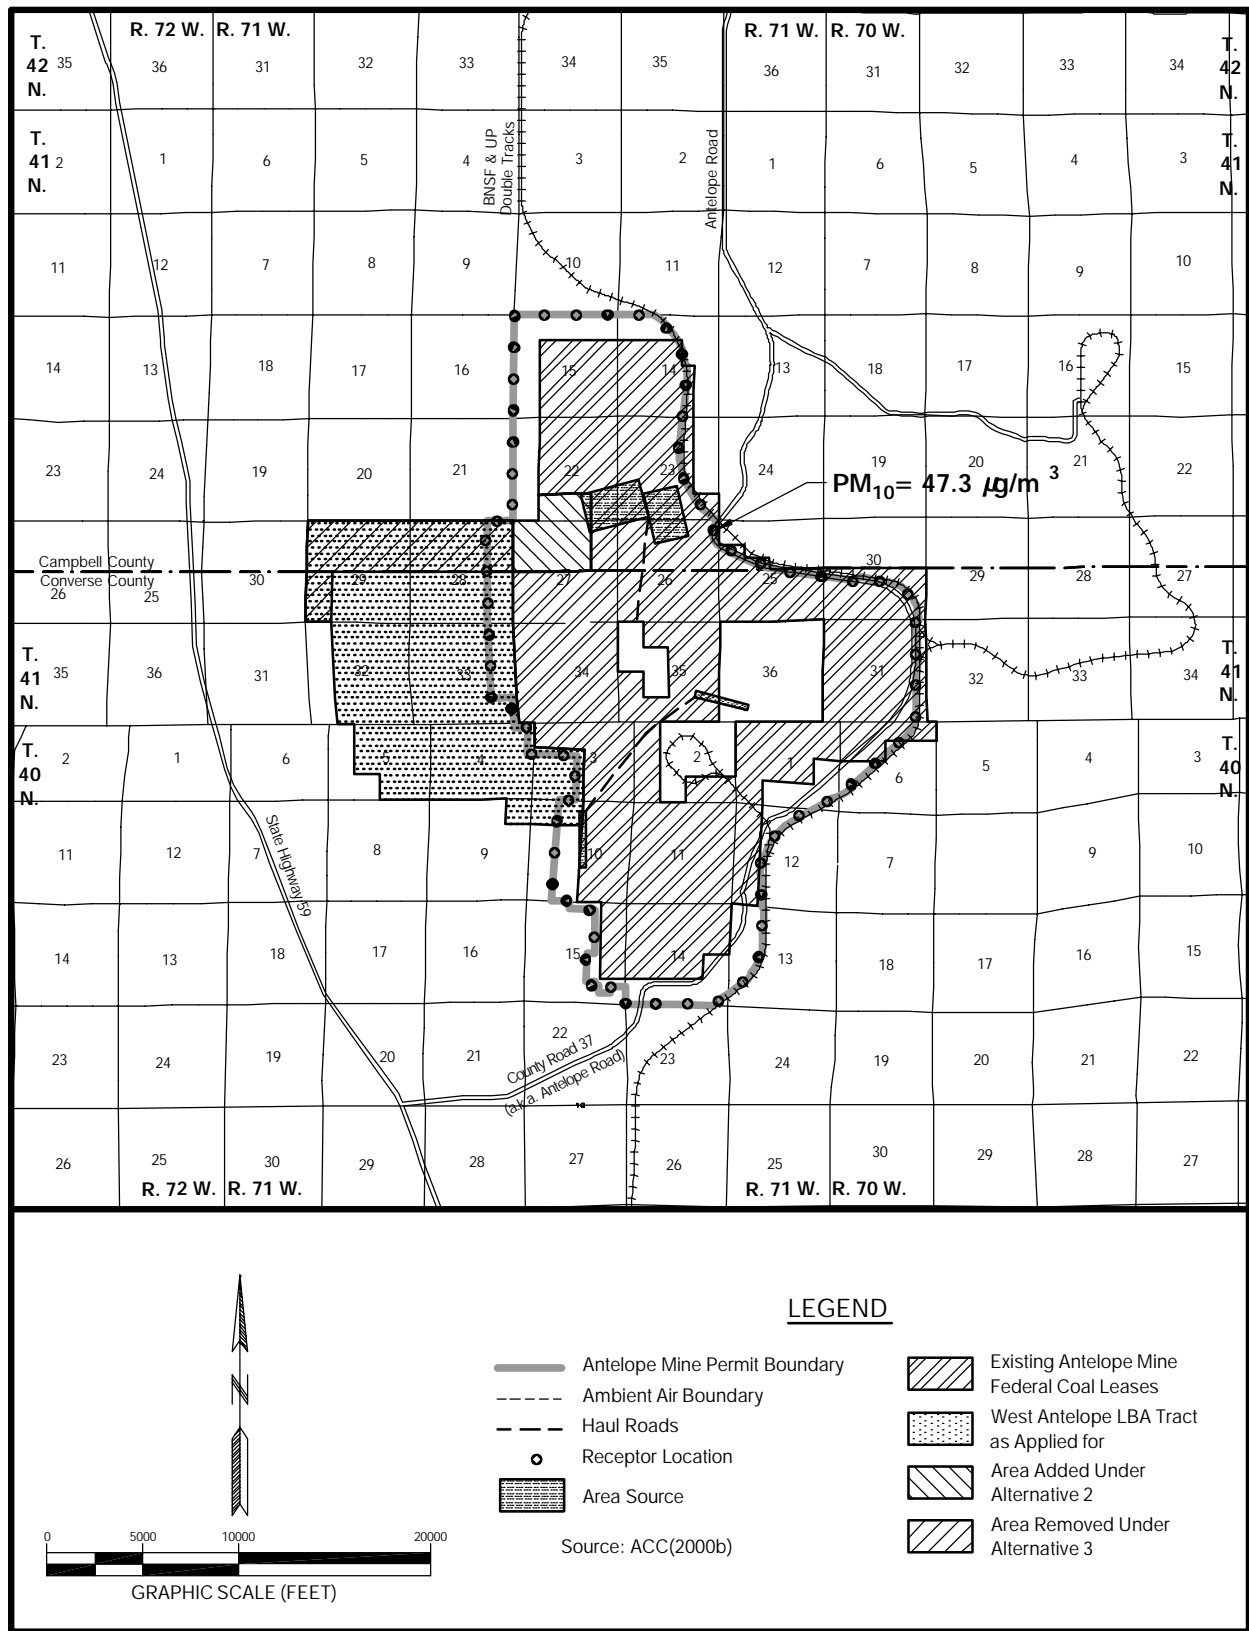 R. 72 W. R. 71 W. R. 71 W. R. 70 W.
T. 42 N. 35 36 31 32 33 34 35 36 31 32 33 34 T. 42 N.
T. 41 N. 2 1 6 5 4 3 2 1 6 5 4 3 T. 41 N.
BNSF & UP
Double Tracks
Antelope Road
11 12 7 8 9 10 11 12 7 8 9 10
14 13 18 17 16 15 14 13 18 17 16 15
23 24 19 20 21 22 23 24 19 20 21 22
PM10= 47.3 µg/m 3
Campbell County
Converse County
26 25 30 29 28 27 26 25 30 29 28 27
T. 41 N. 35 36 31 32 33 34 35 36 31 32 33 34 T. 41 N.
T. 40 N. 2 1 6 5 4 3 2 1 6 5 4 3 T. 40 N.
11 12 7 8 9 10 11 12 7 9 10
State Highway 59
14 13 18 17 16 15 14 13 18 17 16 15
23 24 19 20 21 22 23 24 19 20 21 22
County Road 37
(a.k.a. Antelope Road)
26 25 30 29 28 27 26 25 30 29 28 27
R. 72 W. R. 71 W. R. 71 W. R. 70 W.
LEGEND
Antelope Mine Permit Boundary
Ambient Air Boundary
Haul Roads
Receptor Location
Area Source
Source: ACC(2000b)
Existing Antelope Mine
Federal Coal Leases
West Antelope LBA Tract
as Applied for
Area Added Under
Alternative 2
Area Removed Under
Alternative 3
N
0 5000 10000 20000
GRAPHIC SCALE (FEET)